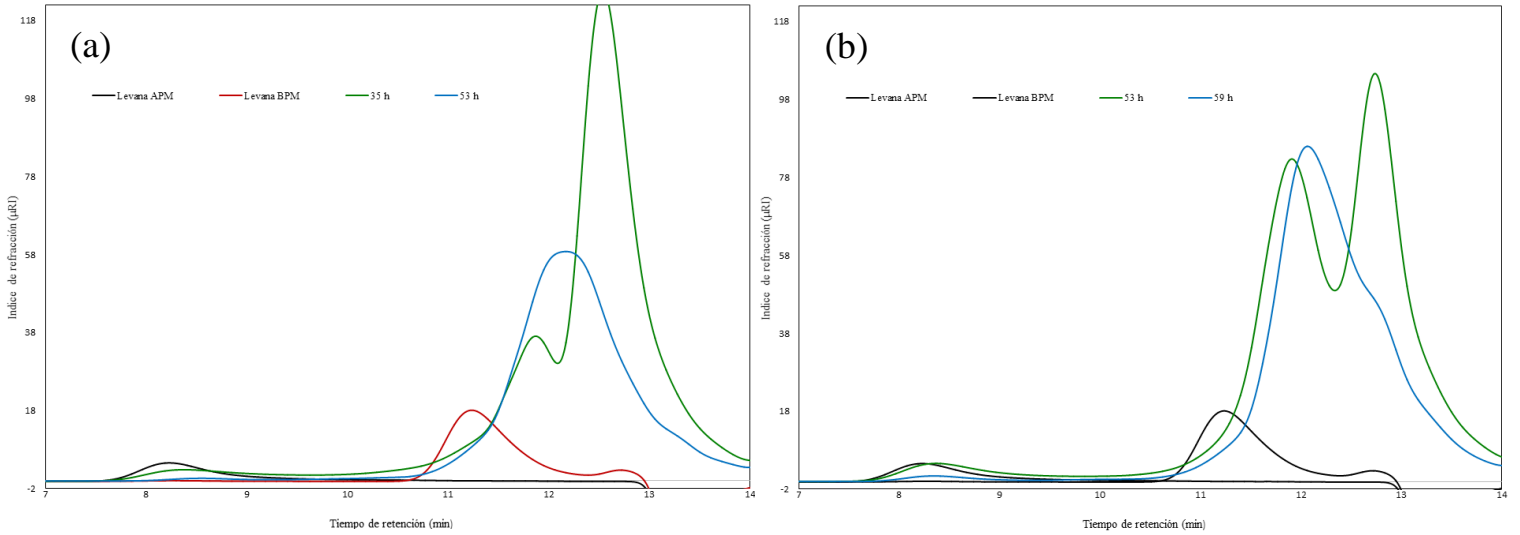 (a)
Levana APM Levana BPM 35 h 53 h
118
98
78
58
38
18
-2
Indice de refracción (µRI)
7 8 9 10 11 12 13 14
Tiempo de retención (min)
(b)
Levana APM Levana BPM 53 h 59 h
118
98
78
58
38
18
-2
Indice de refracción (µRI)
7 8 9 10 11 12 13 14
Tiempo de retención (min)